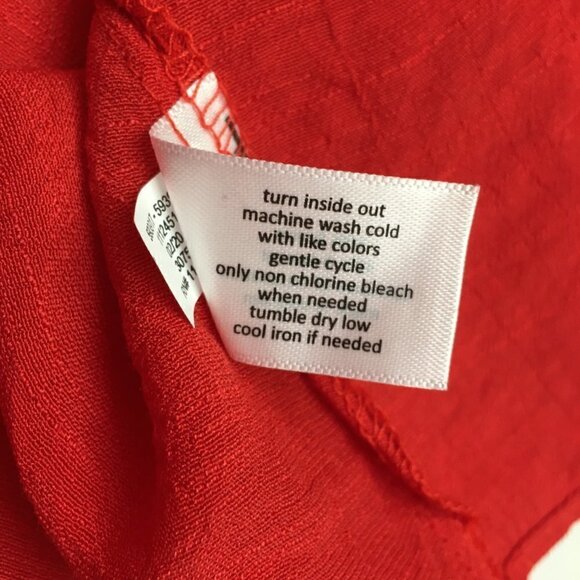 turn inside out
machine wash cold
with like colors
gentle cycle
only non chlorine bleach
when needed
tumble dry low
cool iron if needed